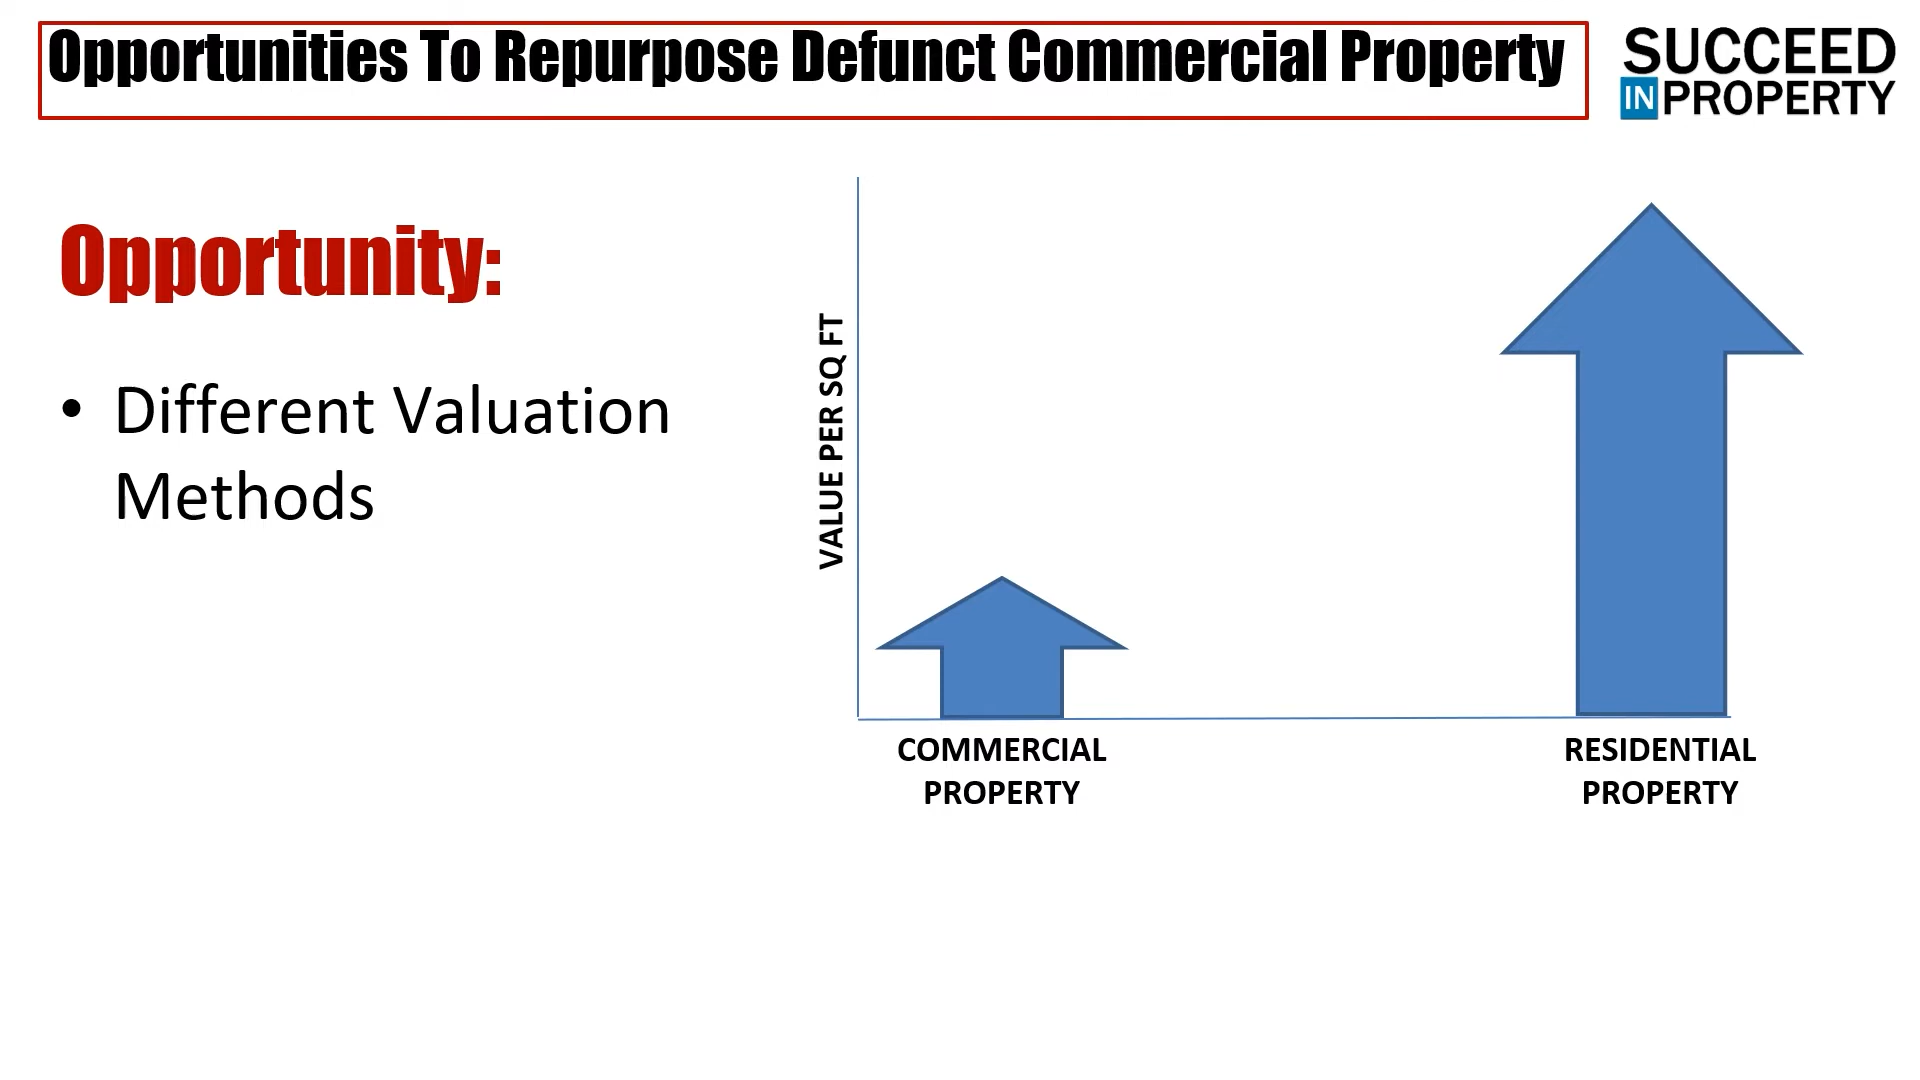 Opportunities To Repurpose Defunct Commercial Property
SUCCEED
IN PROPERTY
Opportunity:
• Different Valuation
Methods
VALUE PER SQ FT
COMMERCIAL
PROPERTY
RESIDENTIAL
PROPERTY